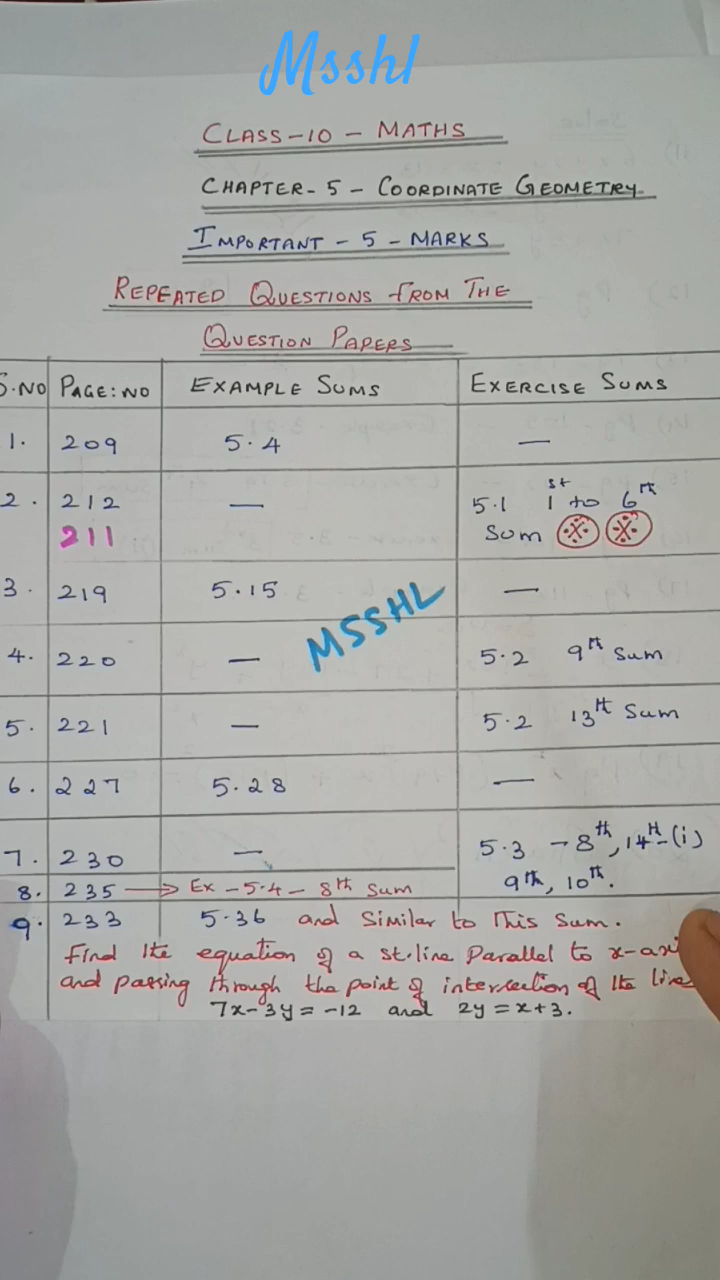 Msshl
CLASS-10 - MATHS
CHAPTER-5 - COORDINATE GEOMETRY.
IMPORTANT - 5 - MARKS
REPEATED QUESTIONS FROM THE
QUESTION PAPERS
S.NO PAGE:NO EXAMPLE SUMS EXERCISE SUMS
1. 209 5.4 —
2. 212 — 5.1 1st to 6th
211 Sum
3. 219 5.15 —
MSSHL
4. 220 — 5.2 9th Sum
5. 221 — 5.2 13th Sum
6. 227 5.28 —
7. 230 — 5.3 - 8th, 14th-(i)
9th, 10th.
8. 235 → Ex - 5.4 - 8th Sum
9. 233 5.36 and Similar to This Sum.
Find the equation of a st.line Parallel to x-axi
and passing through the point of intersection of the line
7x-3y = -12 and 2y = x+3.